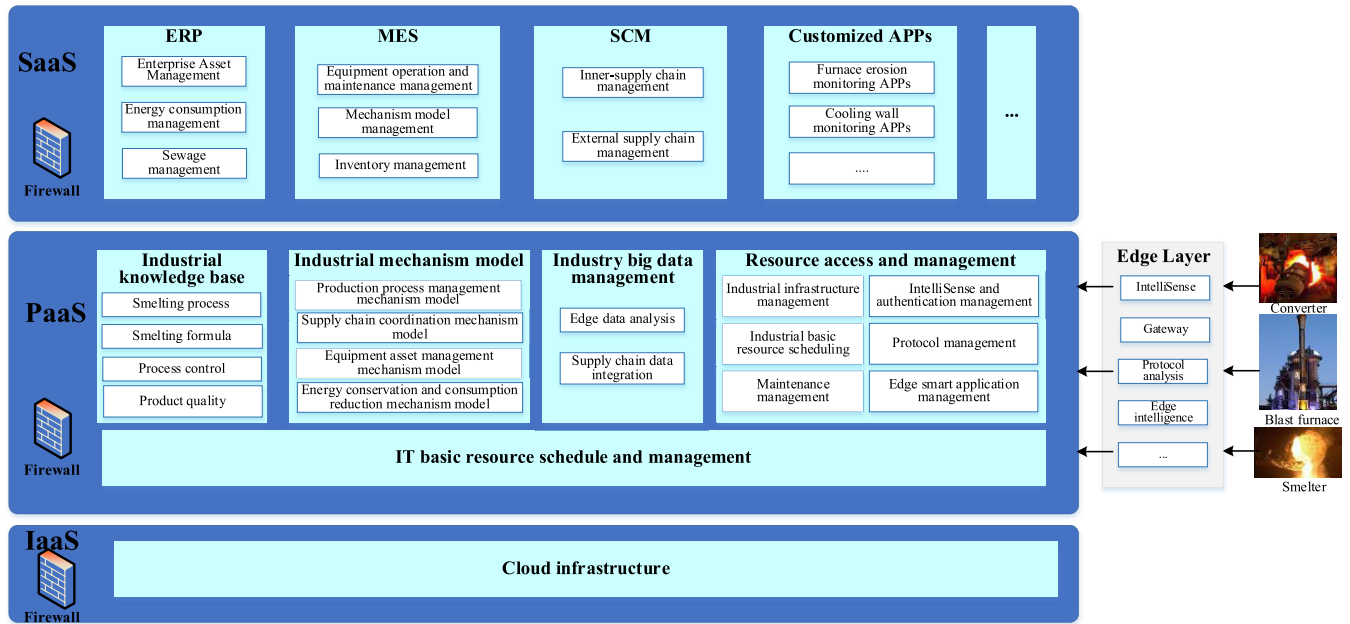 SaaS
Firewall
ERP
Enterprise Asset
Management
Energy consumption
management
Sewage
management
MES
Equipment operation and
maintenance management
Mechanism model
management
Inventory management
SCM
Inner-supply chain
management
External supply chain
management
Customized APPs
Furnace erosion
monitoring APPs
Cooling wall
monitoring APPs
....
...
PaaS
Firewall
Industrial
knowledge base
Smelting process
Smelting formula
Process control
Product quality
Industrial mechanism model
Production process management
mechanism model
Supply chain coordination mechanism
model
Equipment asset management
mechanism model
Energy conservation and consumption
reduction mechanism model
Industry big data
management
Edge data analysis
Supply chain data
integration
Resource access and management
Industrial infrastructure
management
IntelliSense and
authentication management
Industrial basic
resource scheduling
Protocol management
Maintenance
management
Edge smart application
management
IT basic resource schedule and management
Edge Layer
IntelliSense
Gateway
Protocol
analysis
Edge
intelligence
...
Converter
Blast furnace
Smelter
IaaS
Firewall
Cloud infrastructure